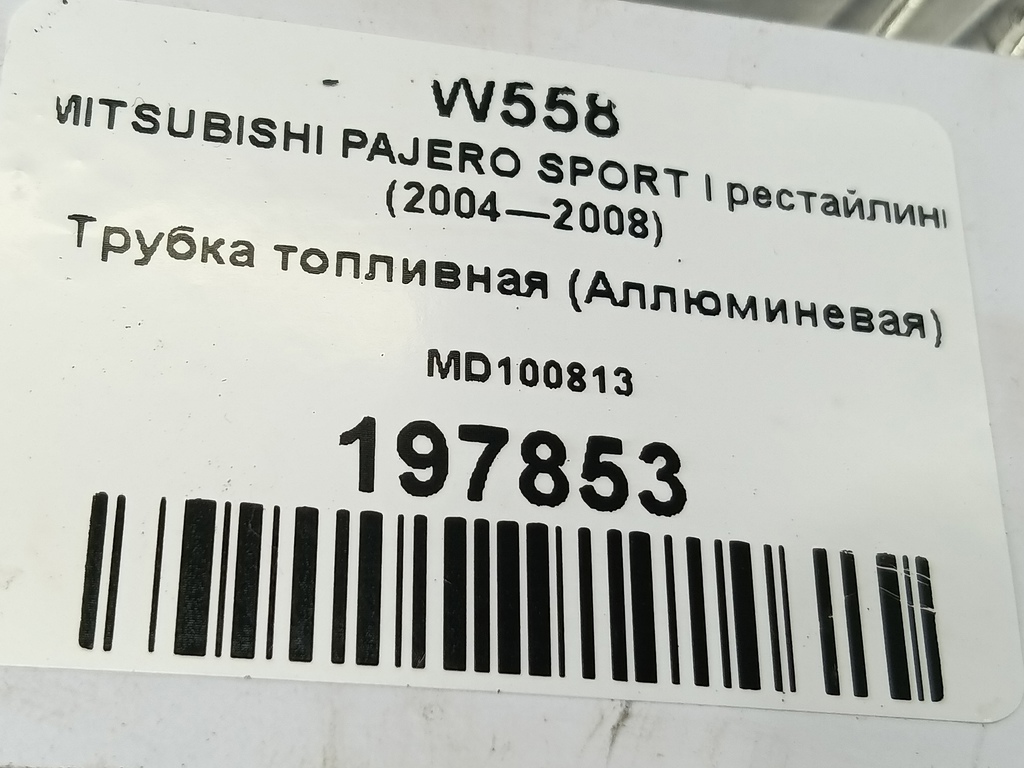 W558
MITSUBISHI PAJERO SPORT I рестайлинг
(2004—2008)
Трубка топливная (Аллюминевая)
MD100813
197853